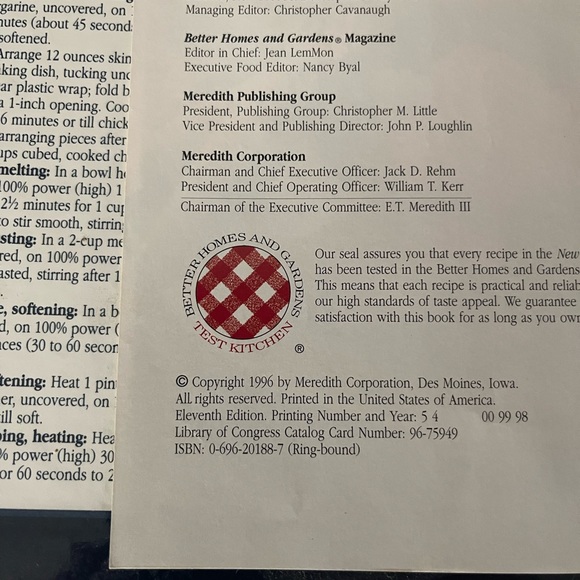 garine, uncovered, on
nutes (about 45 second
softened.
Arrange 12 ounces skin
king dish, tucking und
ar plastic wrap; fold b
a 1-inch opening. Coo
6 minutes or till chick
arranging pieces after
ups cubed, cooked ch
melting: In a bowl h
100% power (high) 1
2½ minutes for 1 cup
to stir smooth, stirrin
sting: In a 2-cup me
red, on 100% power
asted, stirring after 1
e, softening: In a b
d, on 100% power (
ces (30 to 60 secon
tening: Heat 1 pin
er, uncovered, on
ill soft.
ping, heating: Hea
% power (high) 30
or 60 seconds to 2
Managing Editor: Christopher Cavanaugh
Better Homes and Gardens® Magazine
Editor in Chief: Jean LemMon
Executive Food Editor: Nancy Byal
Meredith Publishing Group
President, Publishing Group: Christopher M. Little
Vice President and Publishing Director: John P. Loughlin
Meredith Corporation
Chairman and Chief Executive Officer: Jack D. Rehm
President and Chief Operating Officer: William T. Kerr
Chairman of the Executive Committee: E.T. Meredith III
BETTER HOMES AND GARDENS
TEST KITCHEN ®
Our seal assures you that every recipe in the New
has been tested in the Better Homes and Gardens
This means that each recipe is practical and reliab
our high standards of taste appeal. We guarantee
satisfaction with this book for as long as you own
© Copyright 1996 by Meredith Corporation, Des Moines, Iowa.
All rights reserved. Printed in the United States of America.
Eleventh Edition. Printing Number and Year: 5 4 00 99 98
Library of Congress Catalog Card Number: 96-75949
ISBN: 0-696-20188-7 (Ring-bound)